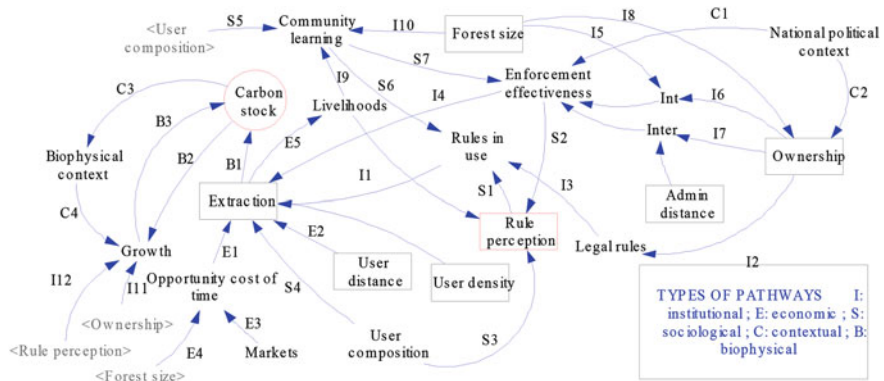 <User
composition>
S5
Community
learning
I10
Forest size
I8
I5
C1
National political
context
S7
I9
S6
C3
Carbon
stock
Livelihoods
I4
Enforcement
effectiveness
Int
I6
C2
B3
E5
Rules in
use
S2
Inter
I7
Biophysical
context
B2
B1
I1
Ownership
C4
Extraction
S1
I3
Admin
distance
Growth
E1
E2
Rule
perception
Legal rules
I12
I11
Opportunity cost of
time
S4
User
distance
User density
I2
<Ownership>
E3
User
composition
S3
<Rule perception>
E4
Markets
<Forest size>
TYPES OF PATHWAYS I:
institutional ; E: economic ; S:
sociological ; C: contextual ; B:
biophysical